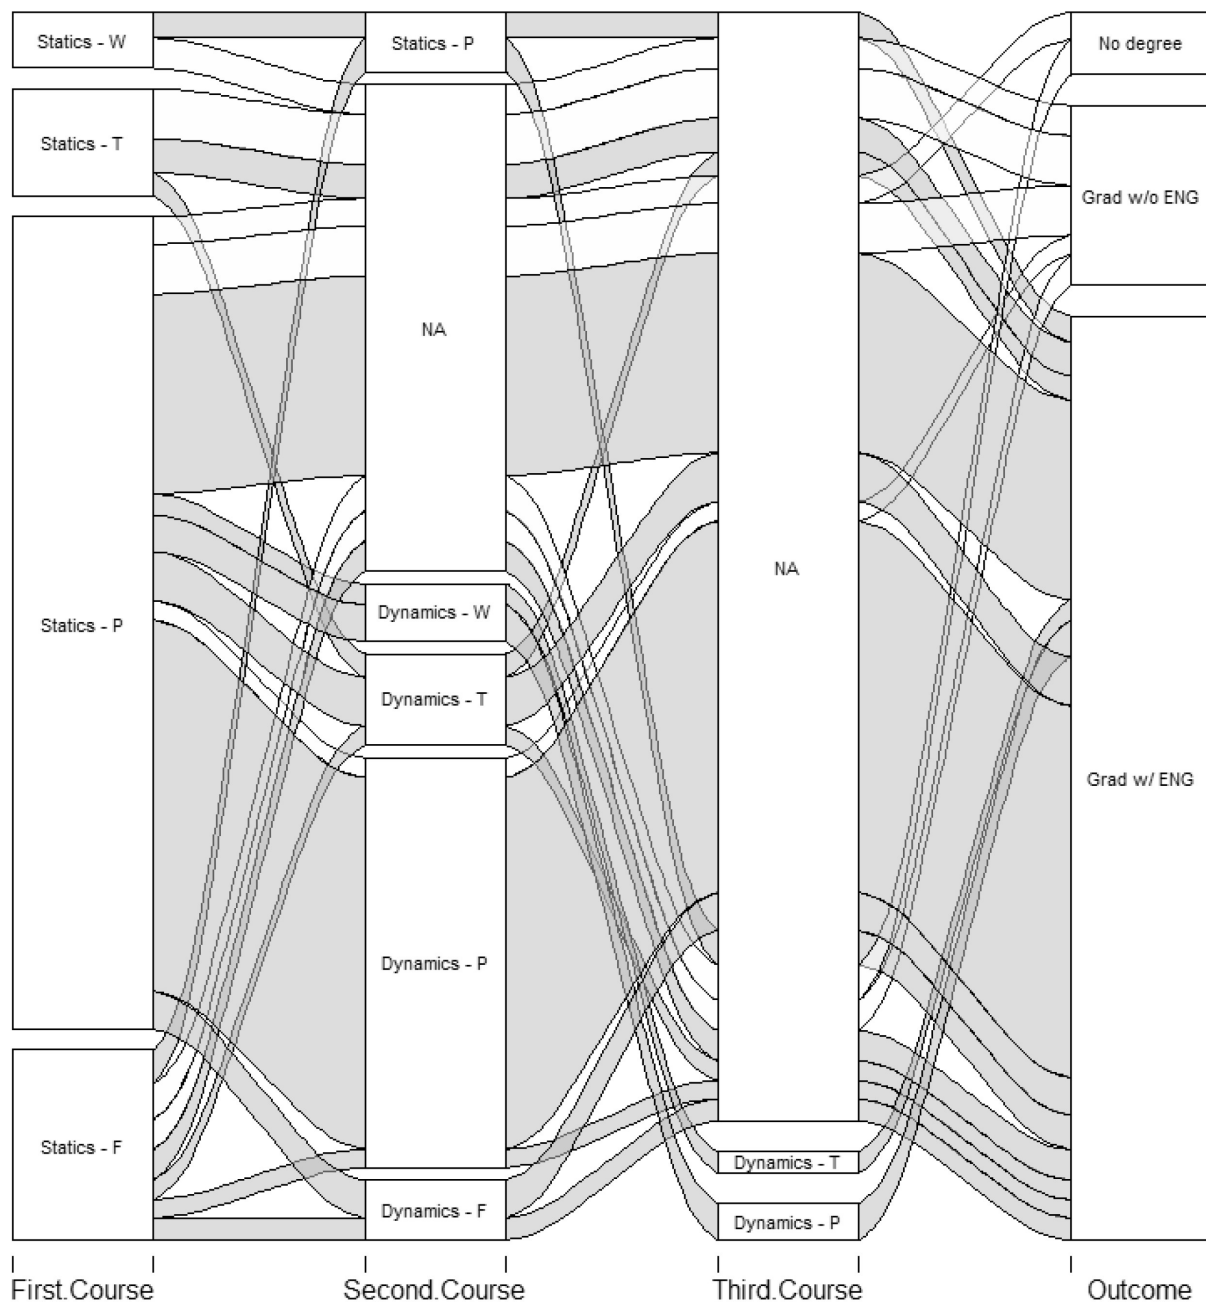 Statics - W
Statics - T
Statics - P
Statics - F
Statics - P
NA
Dynamics - W
Dynamics - T
Dynamics - P
Dynamics - F
NA
Dynamics - T
Dynamics - P
No degree
Grad w/o ENG
Grad w/ ENG
First.Course
Second.Course
Third.Course
Outcome